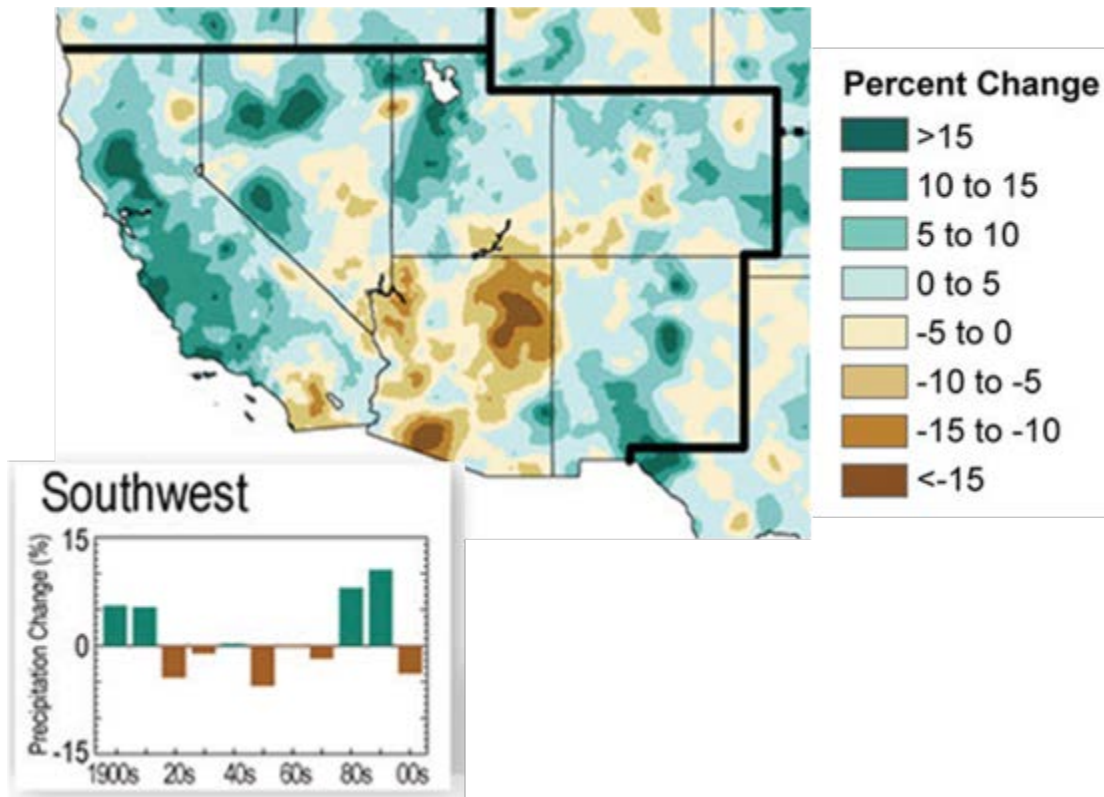 Percent Change
>15
10 to 15
5 to 10
0 to 5
-5 to 0
-10 to -5
-15 to -10
<-15
Southwest
Precipitation Change (%)
15
0
-15
1900s 20s 40s 60s 80s 00s